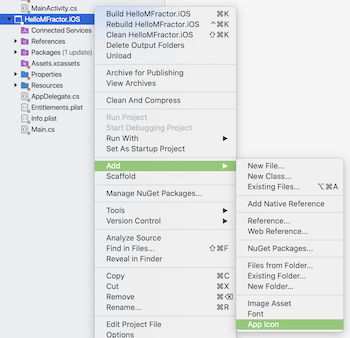 MainActivity.cs
HelloMFractor.iOS
Connected Services
References
Packages (1 update)
Assets.xcassets
Properties
Resources
AppDelegate.cs
Entitlements.plist
Info.plist
Main.cs
Build HelloMFractor.iOS ⌘K
Rebuild HelloMFractor.iOS ^⌘K
Clean HelloMFractor.iOS ⇧⌘K
Delete Output Folders
Unload
Archive for Publishing
View Archives
Clean And Compress
Run Project
Start Debugging Project
Run With
Set As Startup Project
Add
Scaffold
Manage NuGet Packages...
Tools
Version Control
Analyze Source
Find in Files... ⇧⌘F
Reveal in Finder
Copy ⌘C
Cut ⌘X
Remove ⌘⌫
Rename... ⌘R
Edit Project File
Options
New File...
New Class...
Existing Files... ⌥⌘A
Add Native Reference
Reference...
Web Reference...
NuGet Packages...
Files from Folder...
Existing Folder...
New Folder...
Image Asset
Font
App Icon